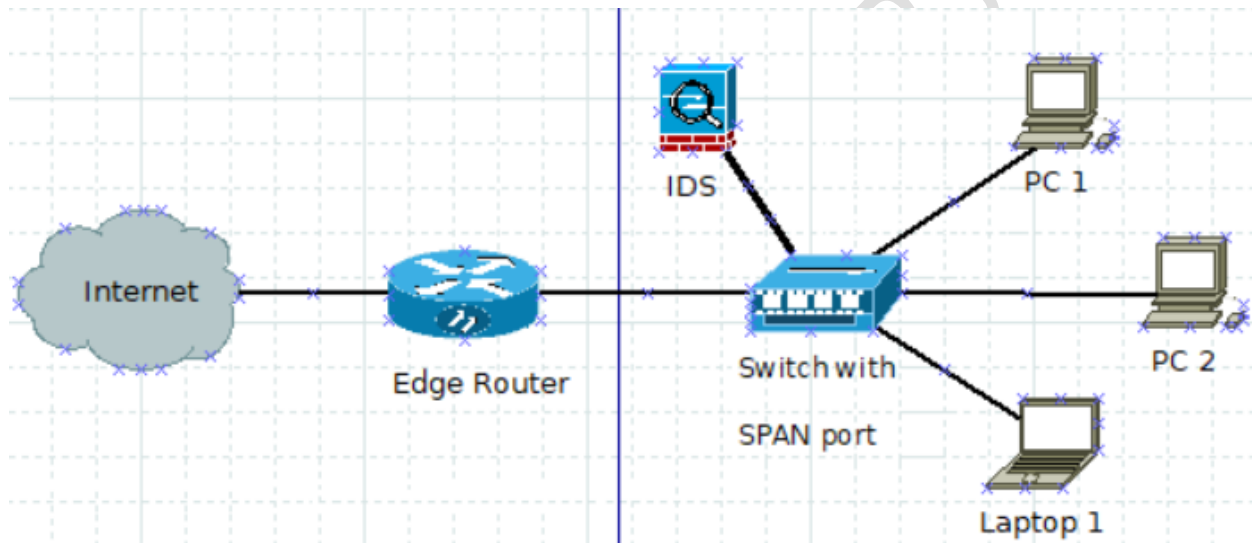 IDS
PC 1
Internet
Edge Router
Switch with
SPAN port
PC 2
Laptop 1